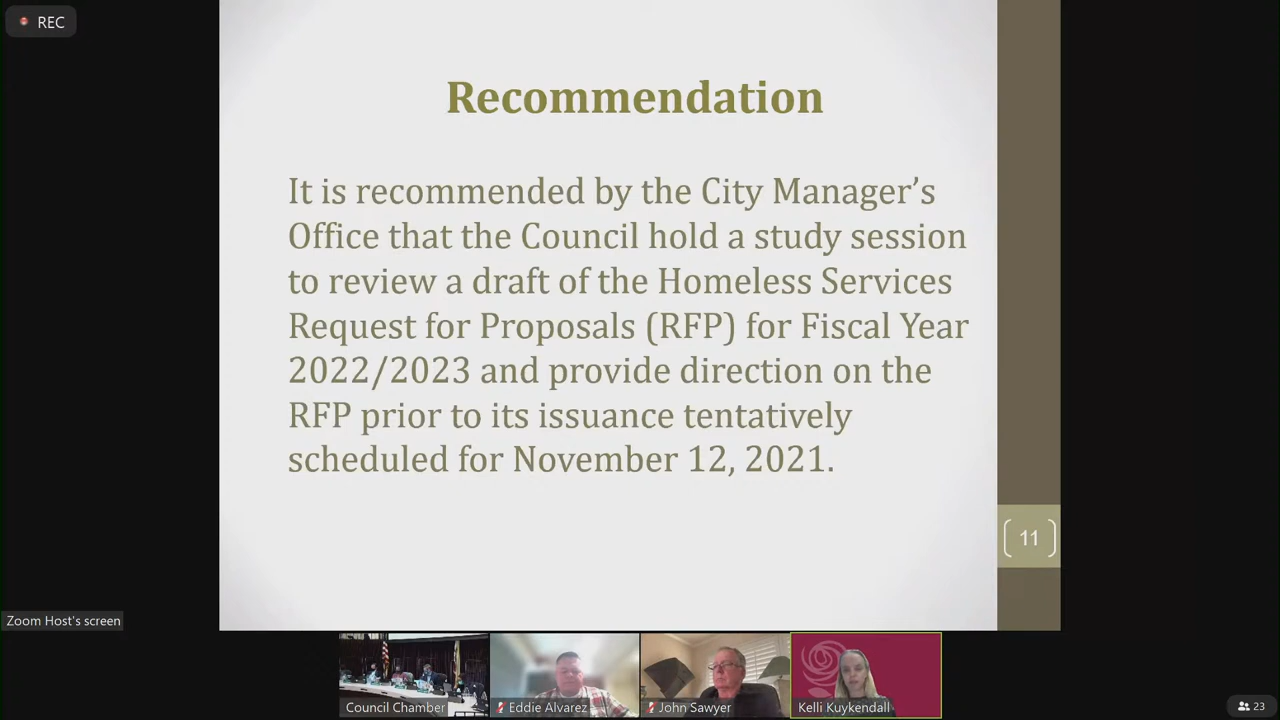 REC
Recommendation
It is recommended by the City Manager’s
Office that the Council hold a study session
to review a draft of the Homeless Services
Request for Proposals (RFP) for Fiscal Year
2022/2023 and provide direction on the
RFP prior to its issuance tentatively
scheduled for November 12, 2021.
11
Zoom Host's screen
Council Chamber
Eddie Alvarez
John Sawyer
Kelli Kuykendall
23